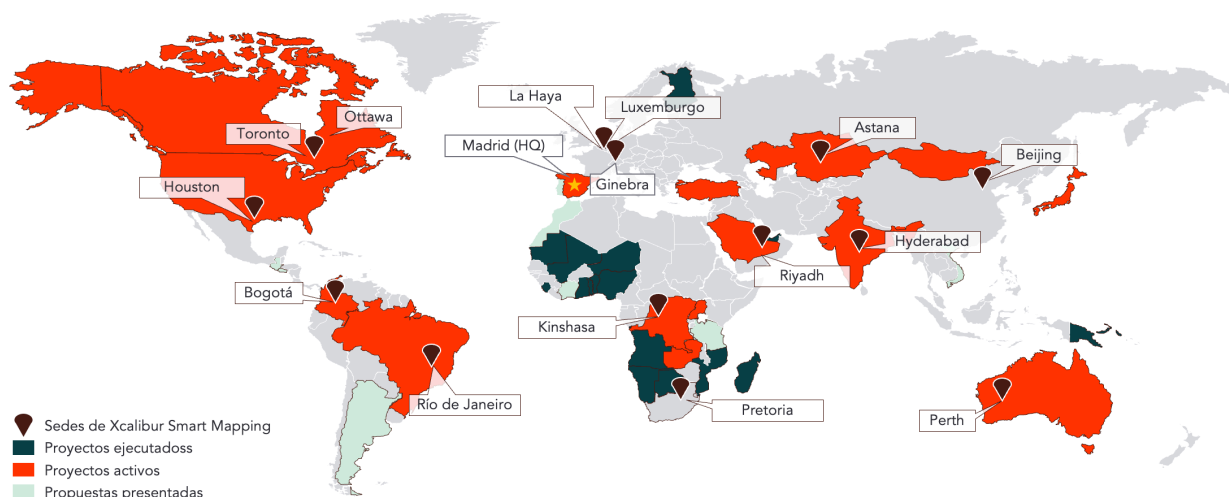 La Haya
Luxemburgo
Ottawa
Toronto
Madrid (HQ)
Astana
Beijing
Houston
Ginebra
Hyderabad
Riyadh
Bogotá
Kinshasa
Río de Janeiro
Pretoria
Perth
Sedes de Xcalibur Smart Mapping
Proyectos ejecutadoss
Proyectos activos
Propuestas presentadas